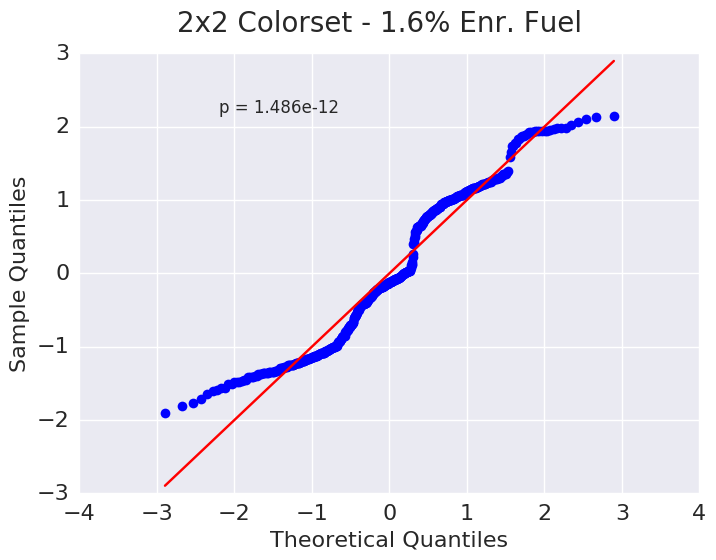 2x2 Colorset - 1.6% Enr. Fuel
3
p = 1.486e-12
2
1
0
−1
−2
−3
Sample Quantiles
−4 −3 −2 −1 0 1 2 3 4
Theoretical Quantiles